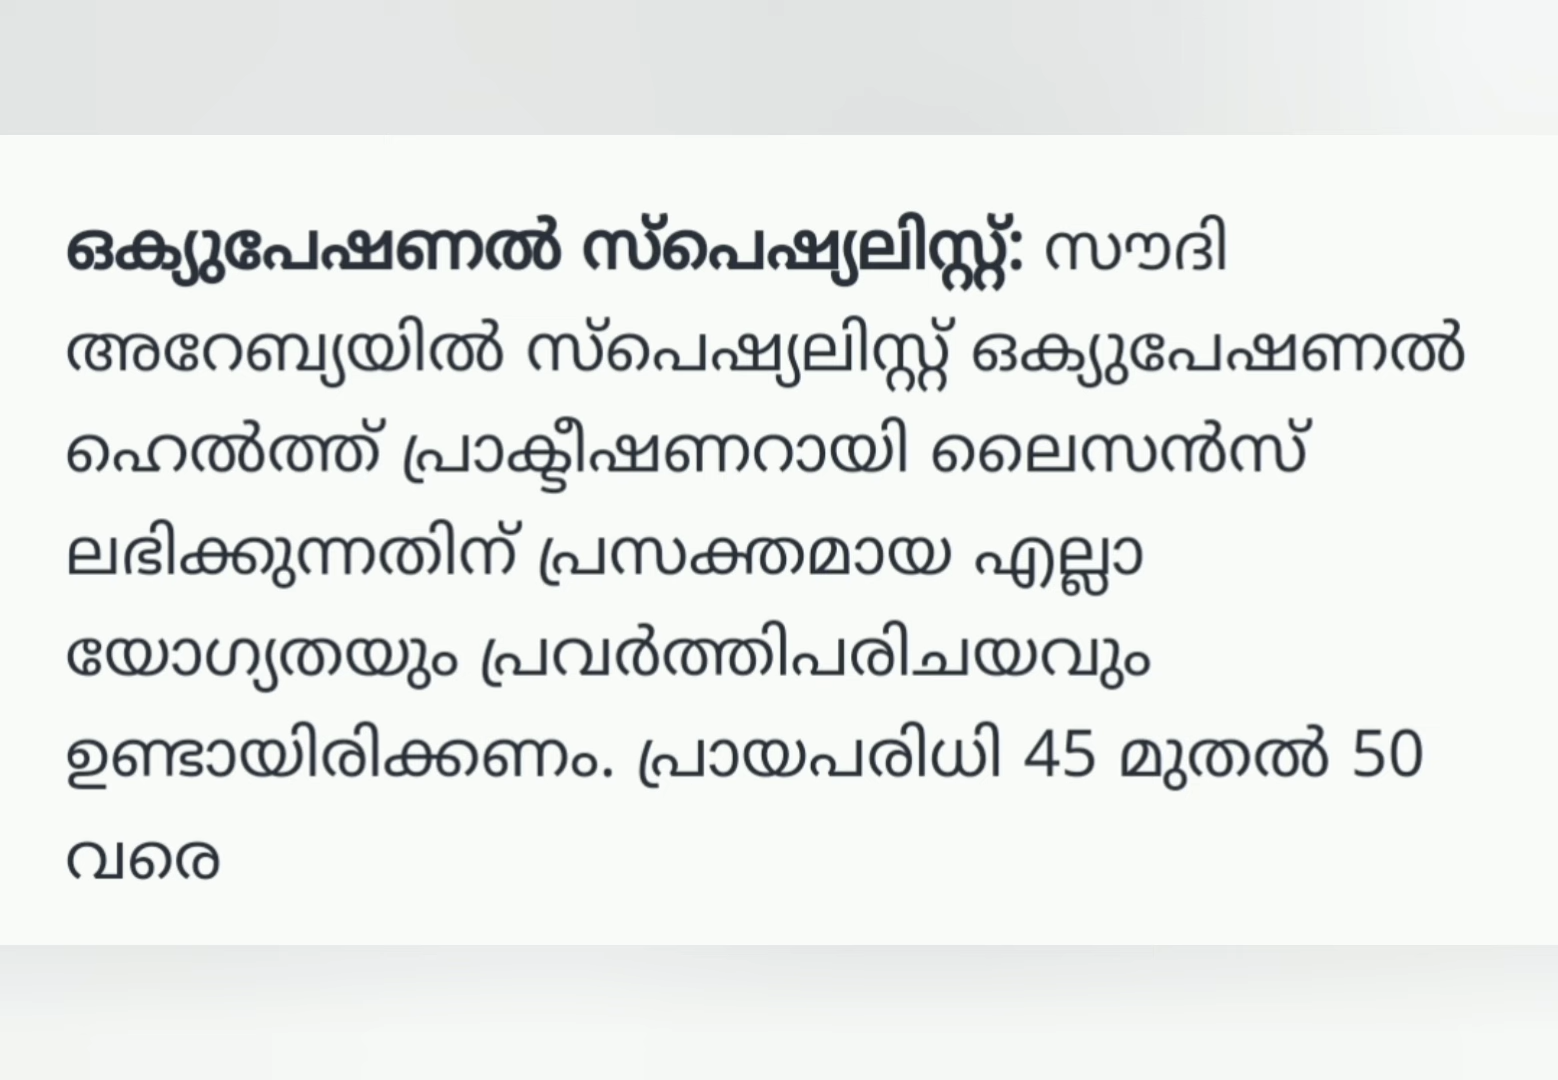 ഒക്യുപേഷണൽ സ്പെഷ്യലിസ്റ്റ്: സൗദി
അറേബ്യയിൽ സ്പെഷ്യലിസ്റ്റ് ഒക്യുപേഷണൽ
ഹെൽത്ത് പ്രാക്ടീഷണറായി ലൈസൻസ്
ലഭിക്കുന്നതിന് പ്രസക്തമായ എല്ലാ
യോഗ്യതയും പ്രവർത്തിപരിചയവും
ഉണ്ടായിരിക്കണം. പ്രായപരിധി 45 മുതൽ 50
വരെ